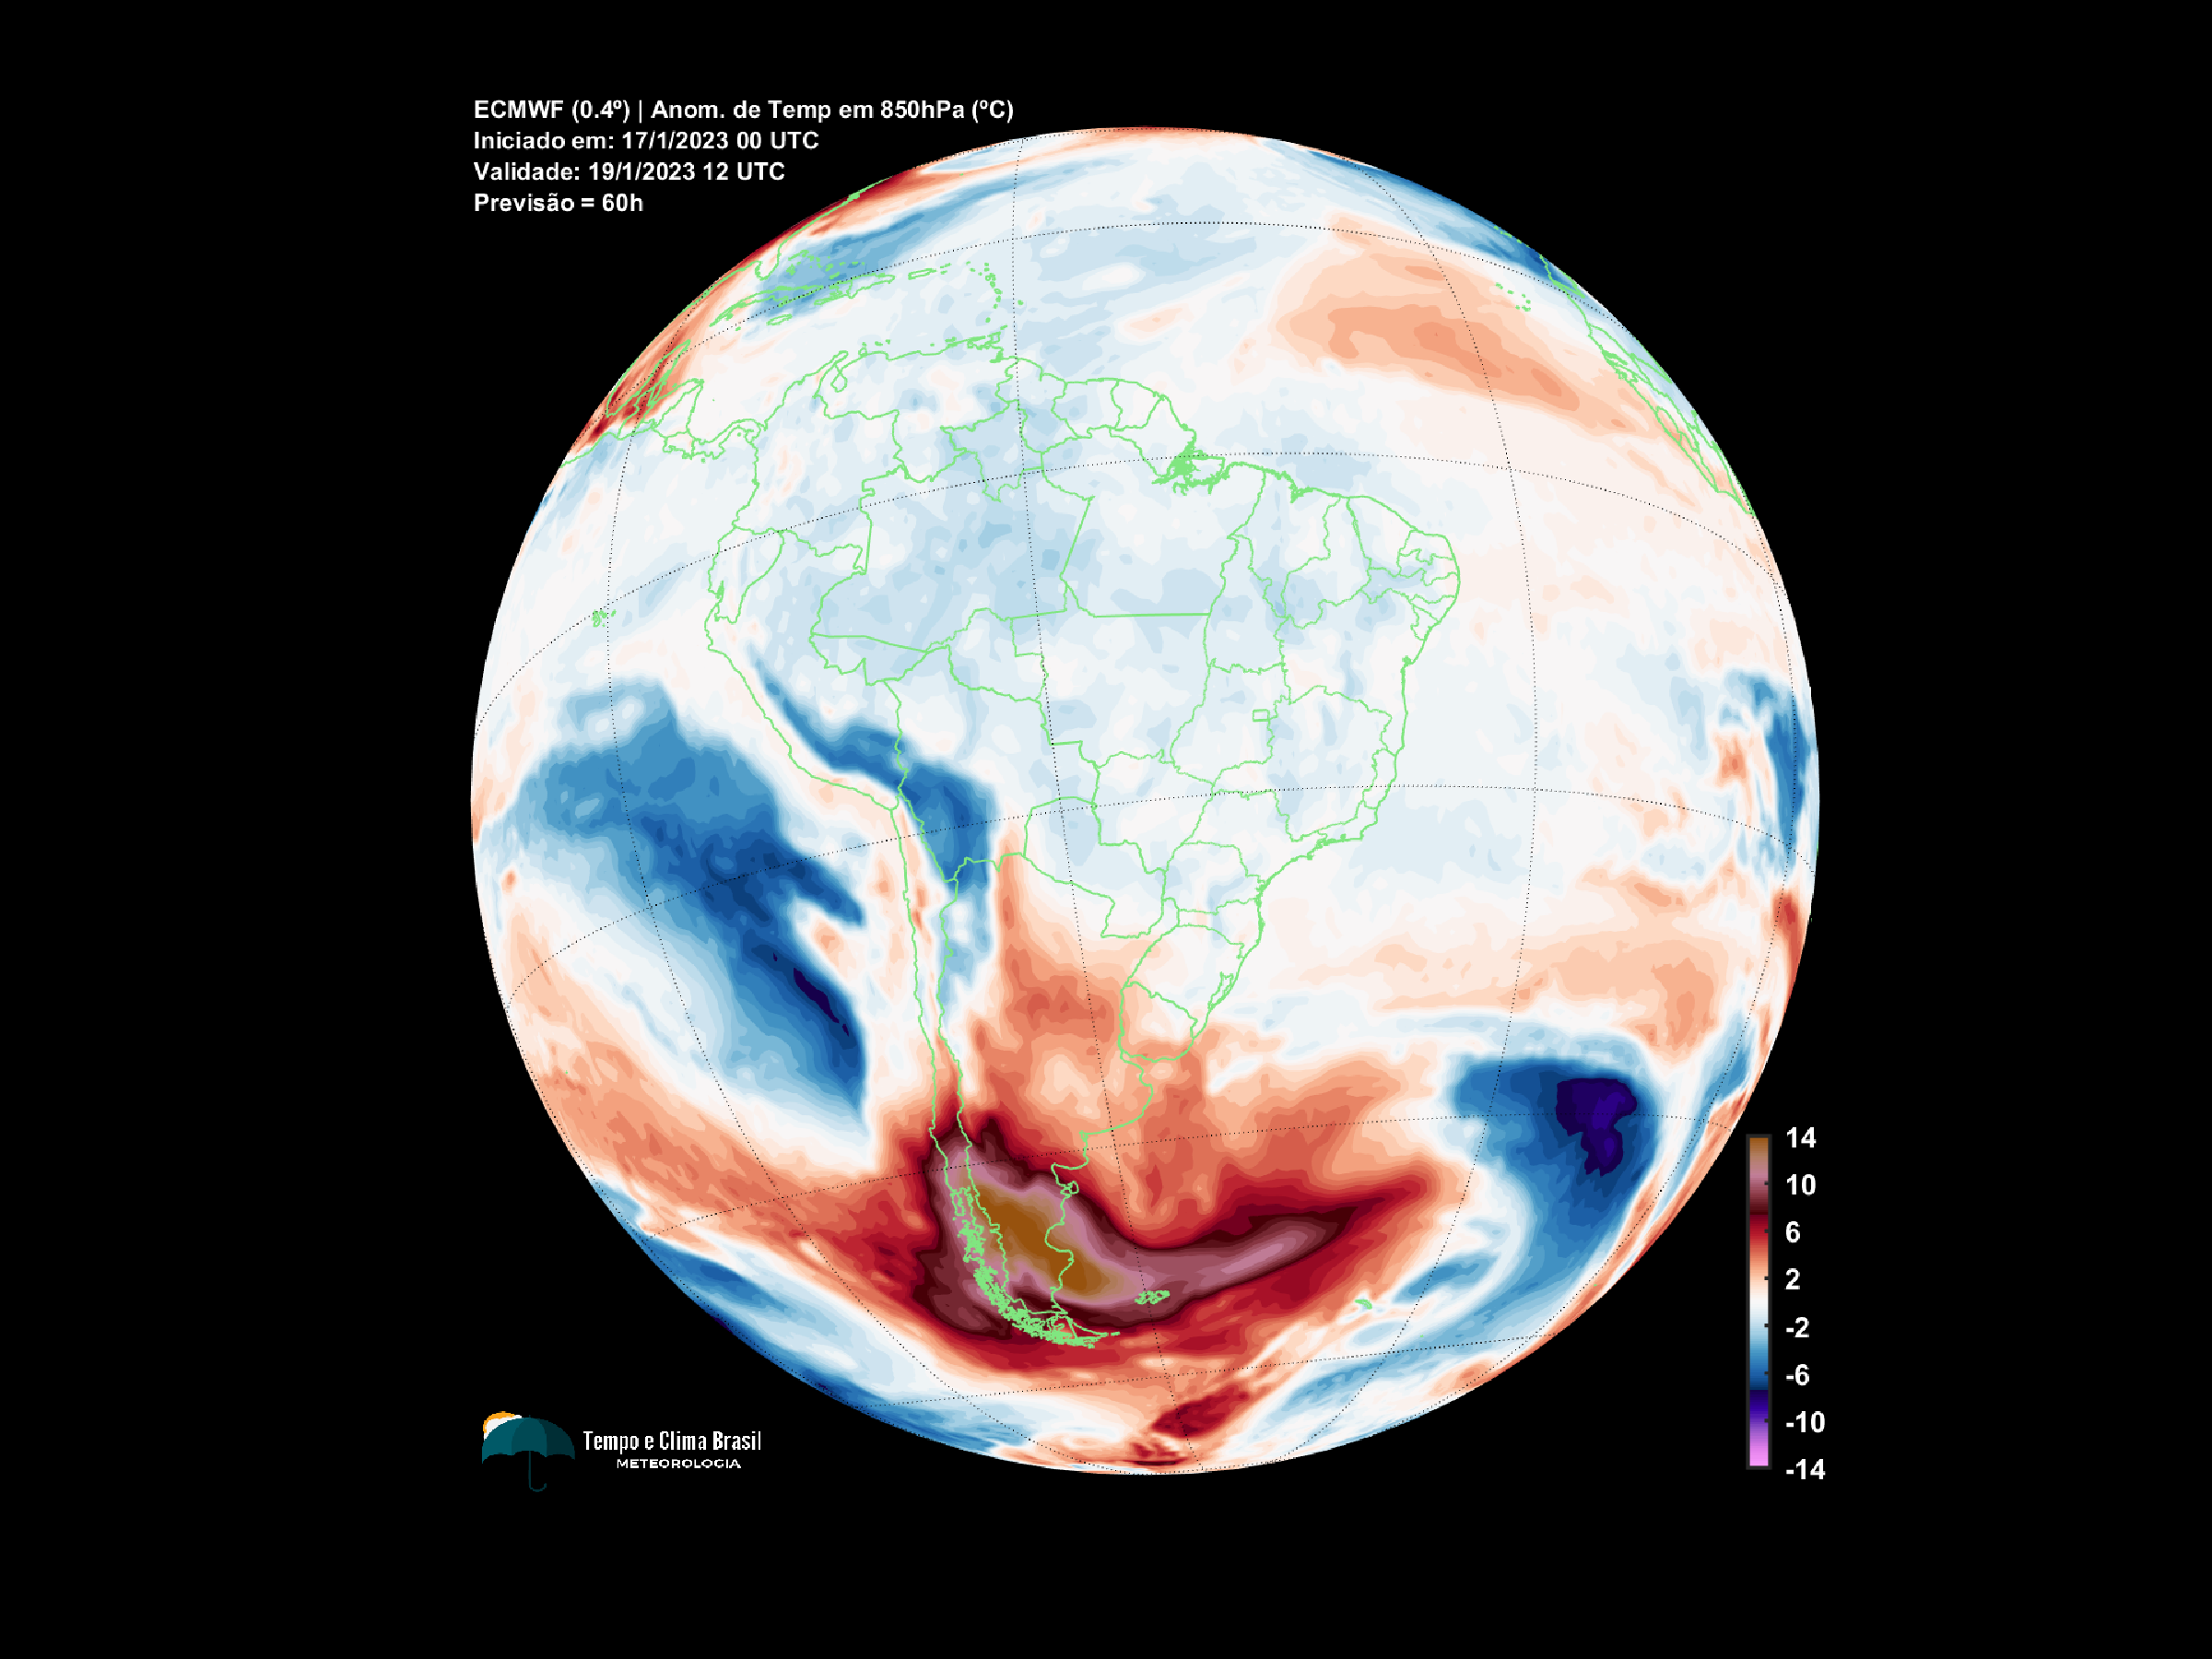 ECMWF (0.4º) | Anom. de Temp em 850hPa (ºC)
Iniciado em: 17/1/2023 00 UTC
Validade: 19/1/2023 12 UTC
Previsão = 60h
14
10
6
2
-2
-6
-10
-14
Tempo e Clima Brasil
METEOROLOGIA